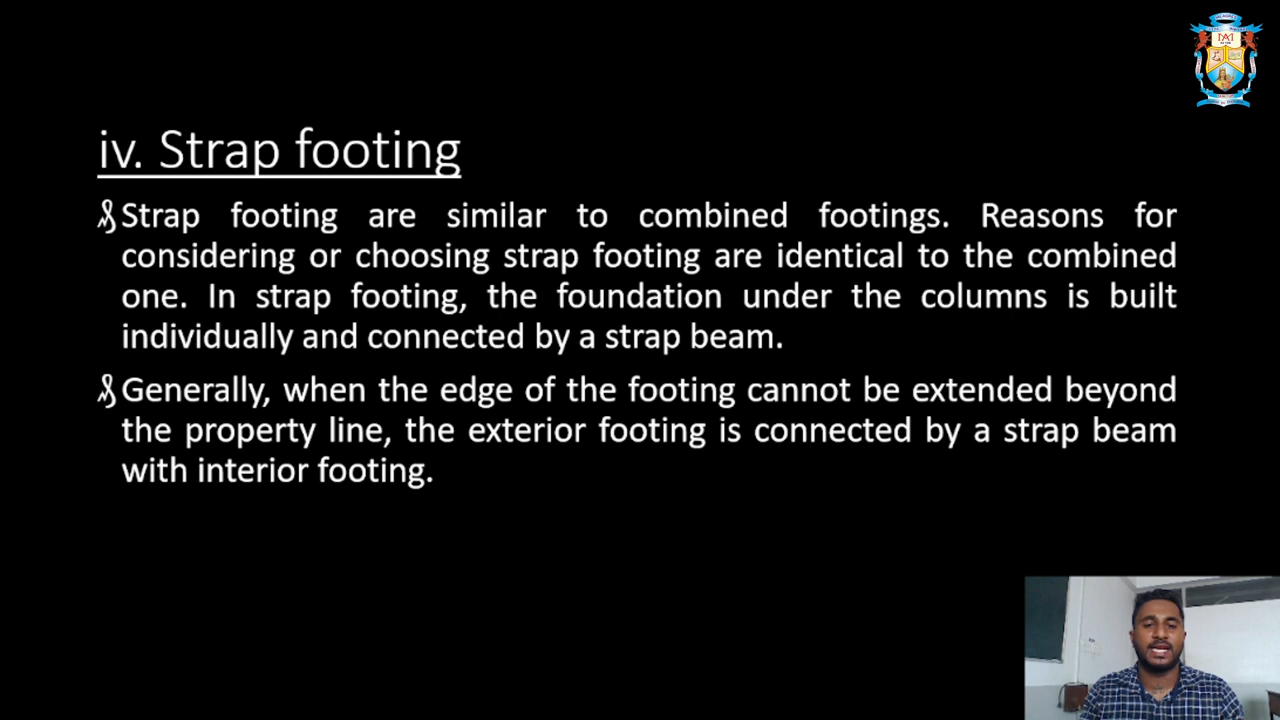 iv. Strap footing
Strap footing are similar to combined footings. Reasons for
considering or choosing strap footing are identical to the combined
one. In strap footing, the foundation under the columns is built
individually and connected by a strap beam.
Generally, when the edge of the footing cannot be extended beyond
the property line, the exterior footing is connected by a strap beam
with interior footing.